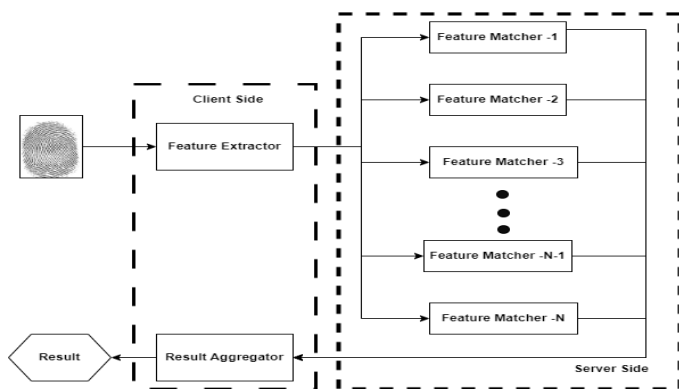 Feature Matcher -1
Client Side
Feature Matcher -2
Feature Extractor
Feature Matcher -3
Feature Matcher -N-1
Feature Matcher -N
Result
Result Aggregator
Server Side